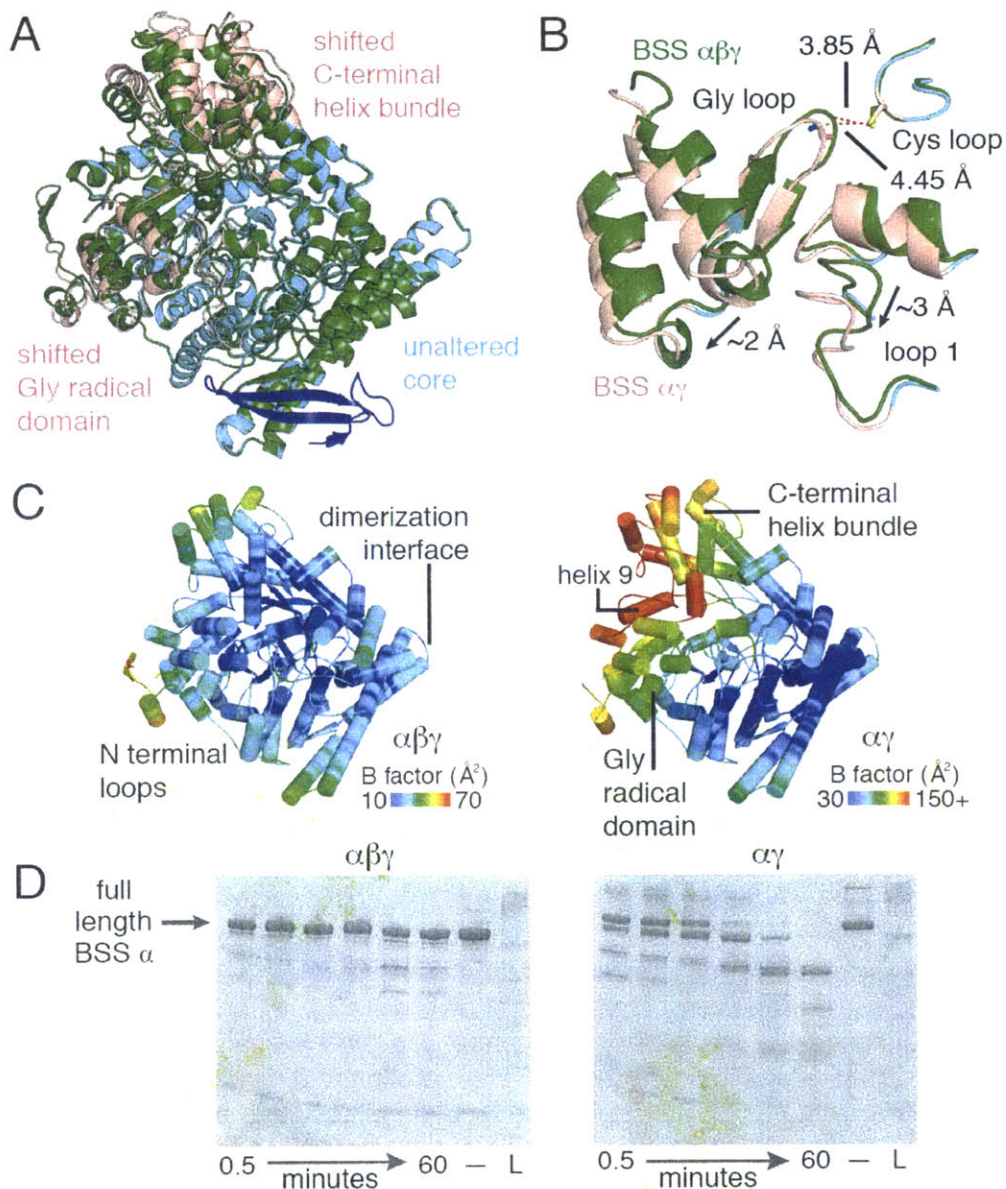 A
shifted
C-terminal
helix bundle
shifted
Gly radical
domain
unaltered
core
B
BSS αβγ
Gly loop
3.85 Å
Cys loop
4.45 Å
~3 Å
loop 1
~2 Å
BSS αγ
C
dimerization
interface
N terminal
loops
αβγ
B factor (Å²)
10 70
C-terminal
helix bundle
helix 9
Gly
radical
domain
αγ
B factor (Å²)
30 150+
D
full
length
BSS α
αβγ
0.5 60 – L
minutes
αγ
0.5 60 – L
minutes